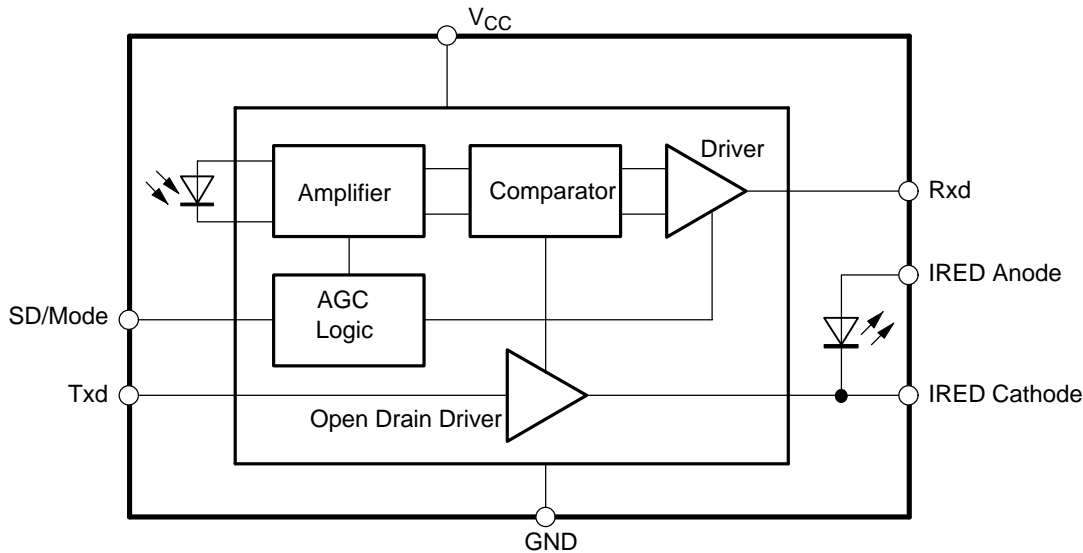 VCC
Driver
Amplifier
Comparator
Rxd
IRED Anode
AGC
Logic
SD/Mode
Txd
Open Drain Driver
IRED Cathode
GND